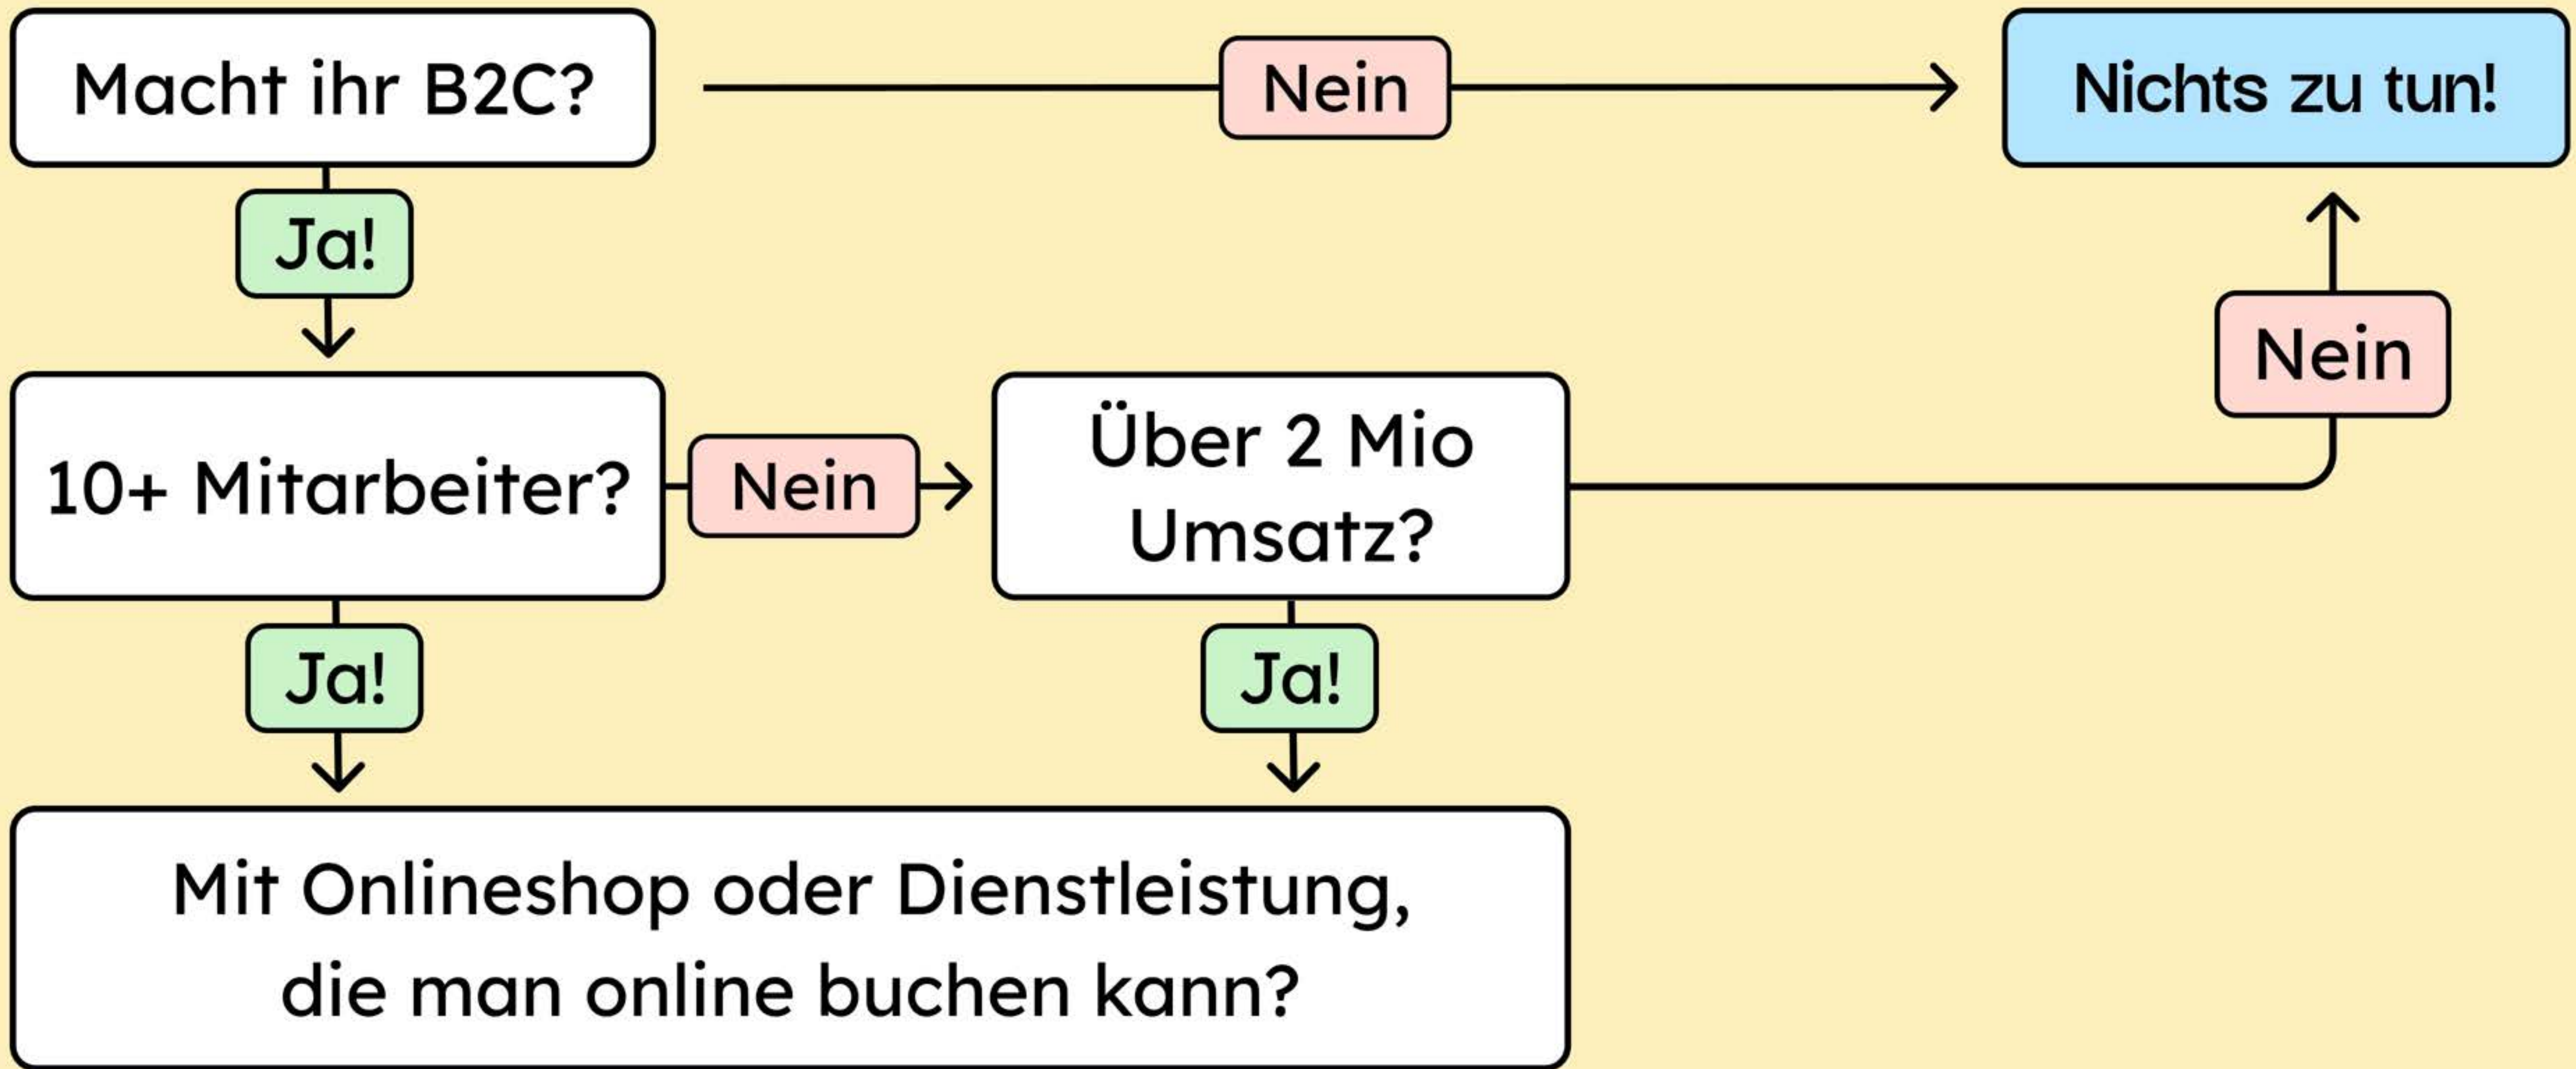 Macht ihr B2C?
Nein
Nichts zu tun!
Ja!
Nein
10+ Mitarbeiter?
Nein
Über 2 Mio
Umsatz?
Ja!
Ja!
Mit Onlineshop oder Dienstleistung,
die man online buchen kann?